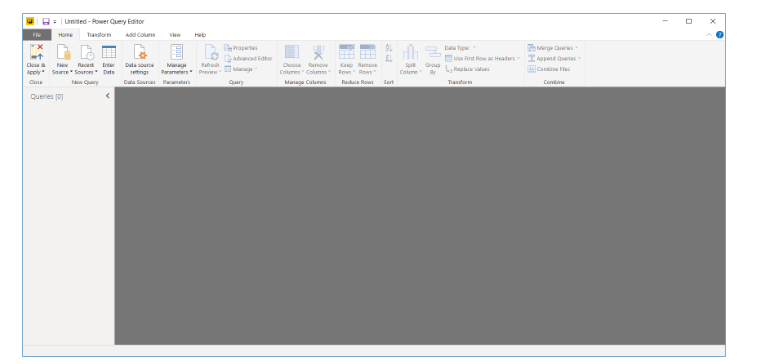 Untitled - Power Query Editor
File Home Transform Add Column View Help
Close & Apply
New Source
Recent Sources
Enter Data
Data source settings
Manage Parameters
Refresh Preview
Properties
Advanced Editor
Manage
Choose Columns
Remove Columns
Keep Rows
Remove Rows
Split Column
Group By
Data Type:
Use First Row as Headers
Replace Values
Merge Queries
Append Queries
Combine Files
Close New Query Data Sources Parameters Query Manage Columns Reduce Rows Sort Transform Combine
Queries [0]